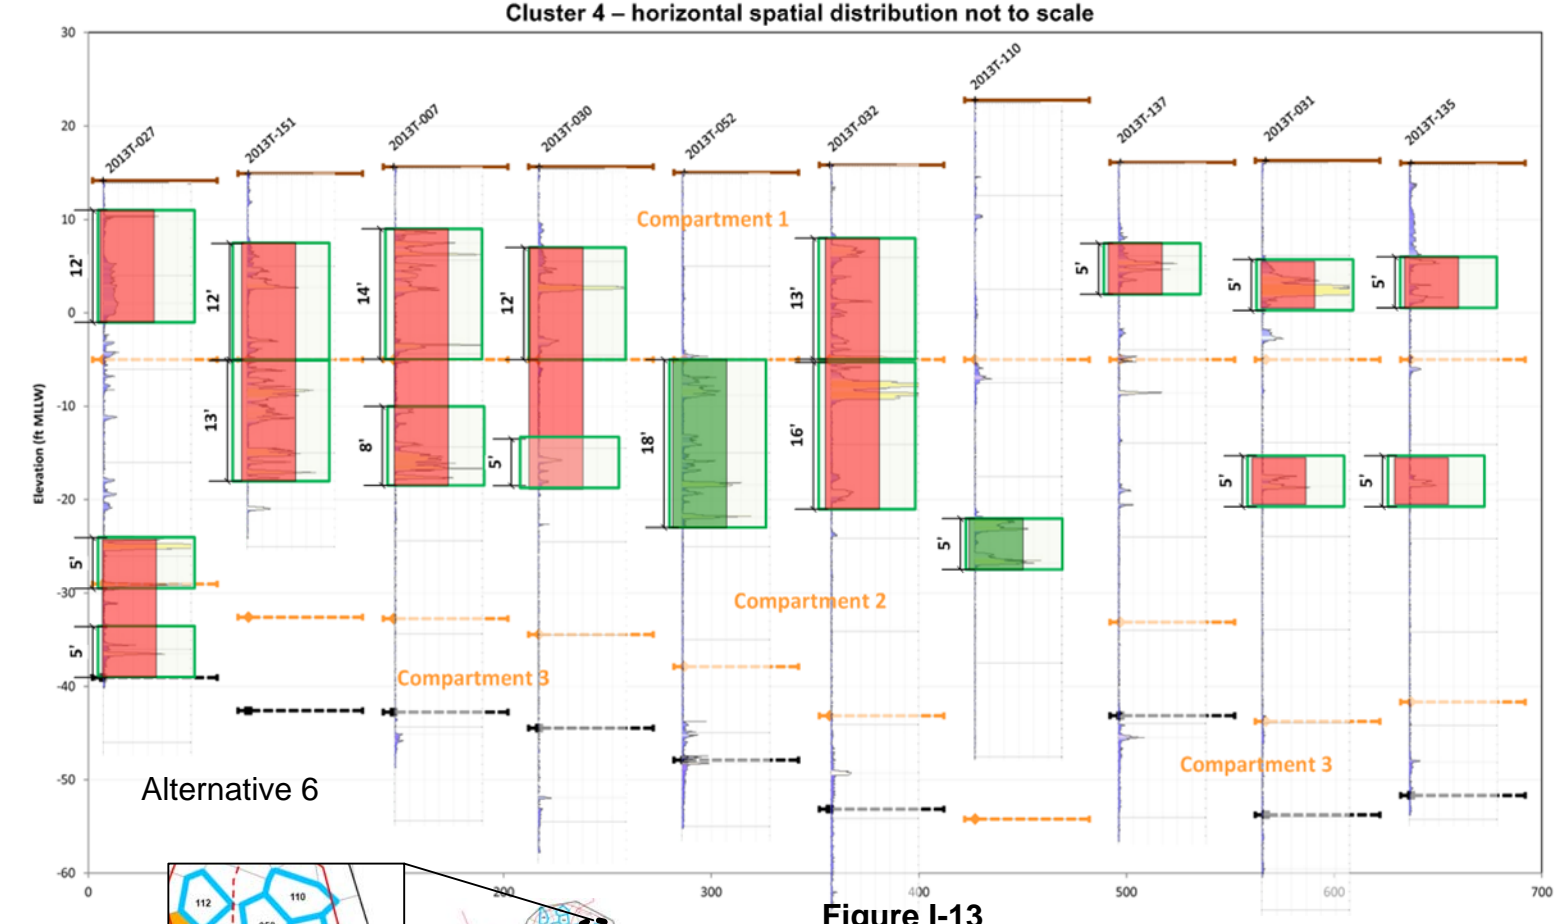 Cluster 4 – horizontal spatial distribution not to scale
30
20
10
0
-10
-20
-30
-40
-50
-60
Elevation (ft MLLW)
2013T-027
2013T-151
2013T-007
2013T-030
2013T-052
2013T-032
2013T-110
2013T-137
2013T-031
2013T-135
Compartment 1
12'
12'
14'
12'
13'
5'
5'
5'
13'
8'
5'
18'
16'
5'
5'
5'
5'
5'
Compartment 2
Compartment 3
Compartment 3
Alternative 6
0
200
300
400
500
600
700
112
110
Figure I-13